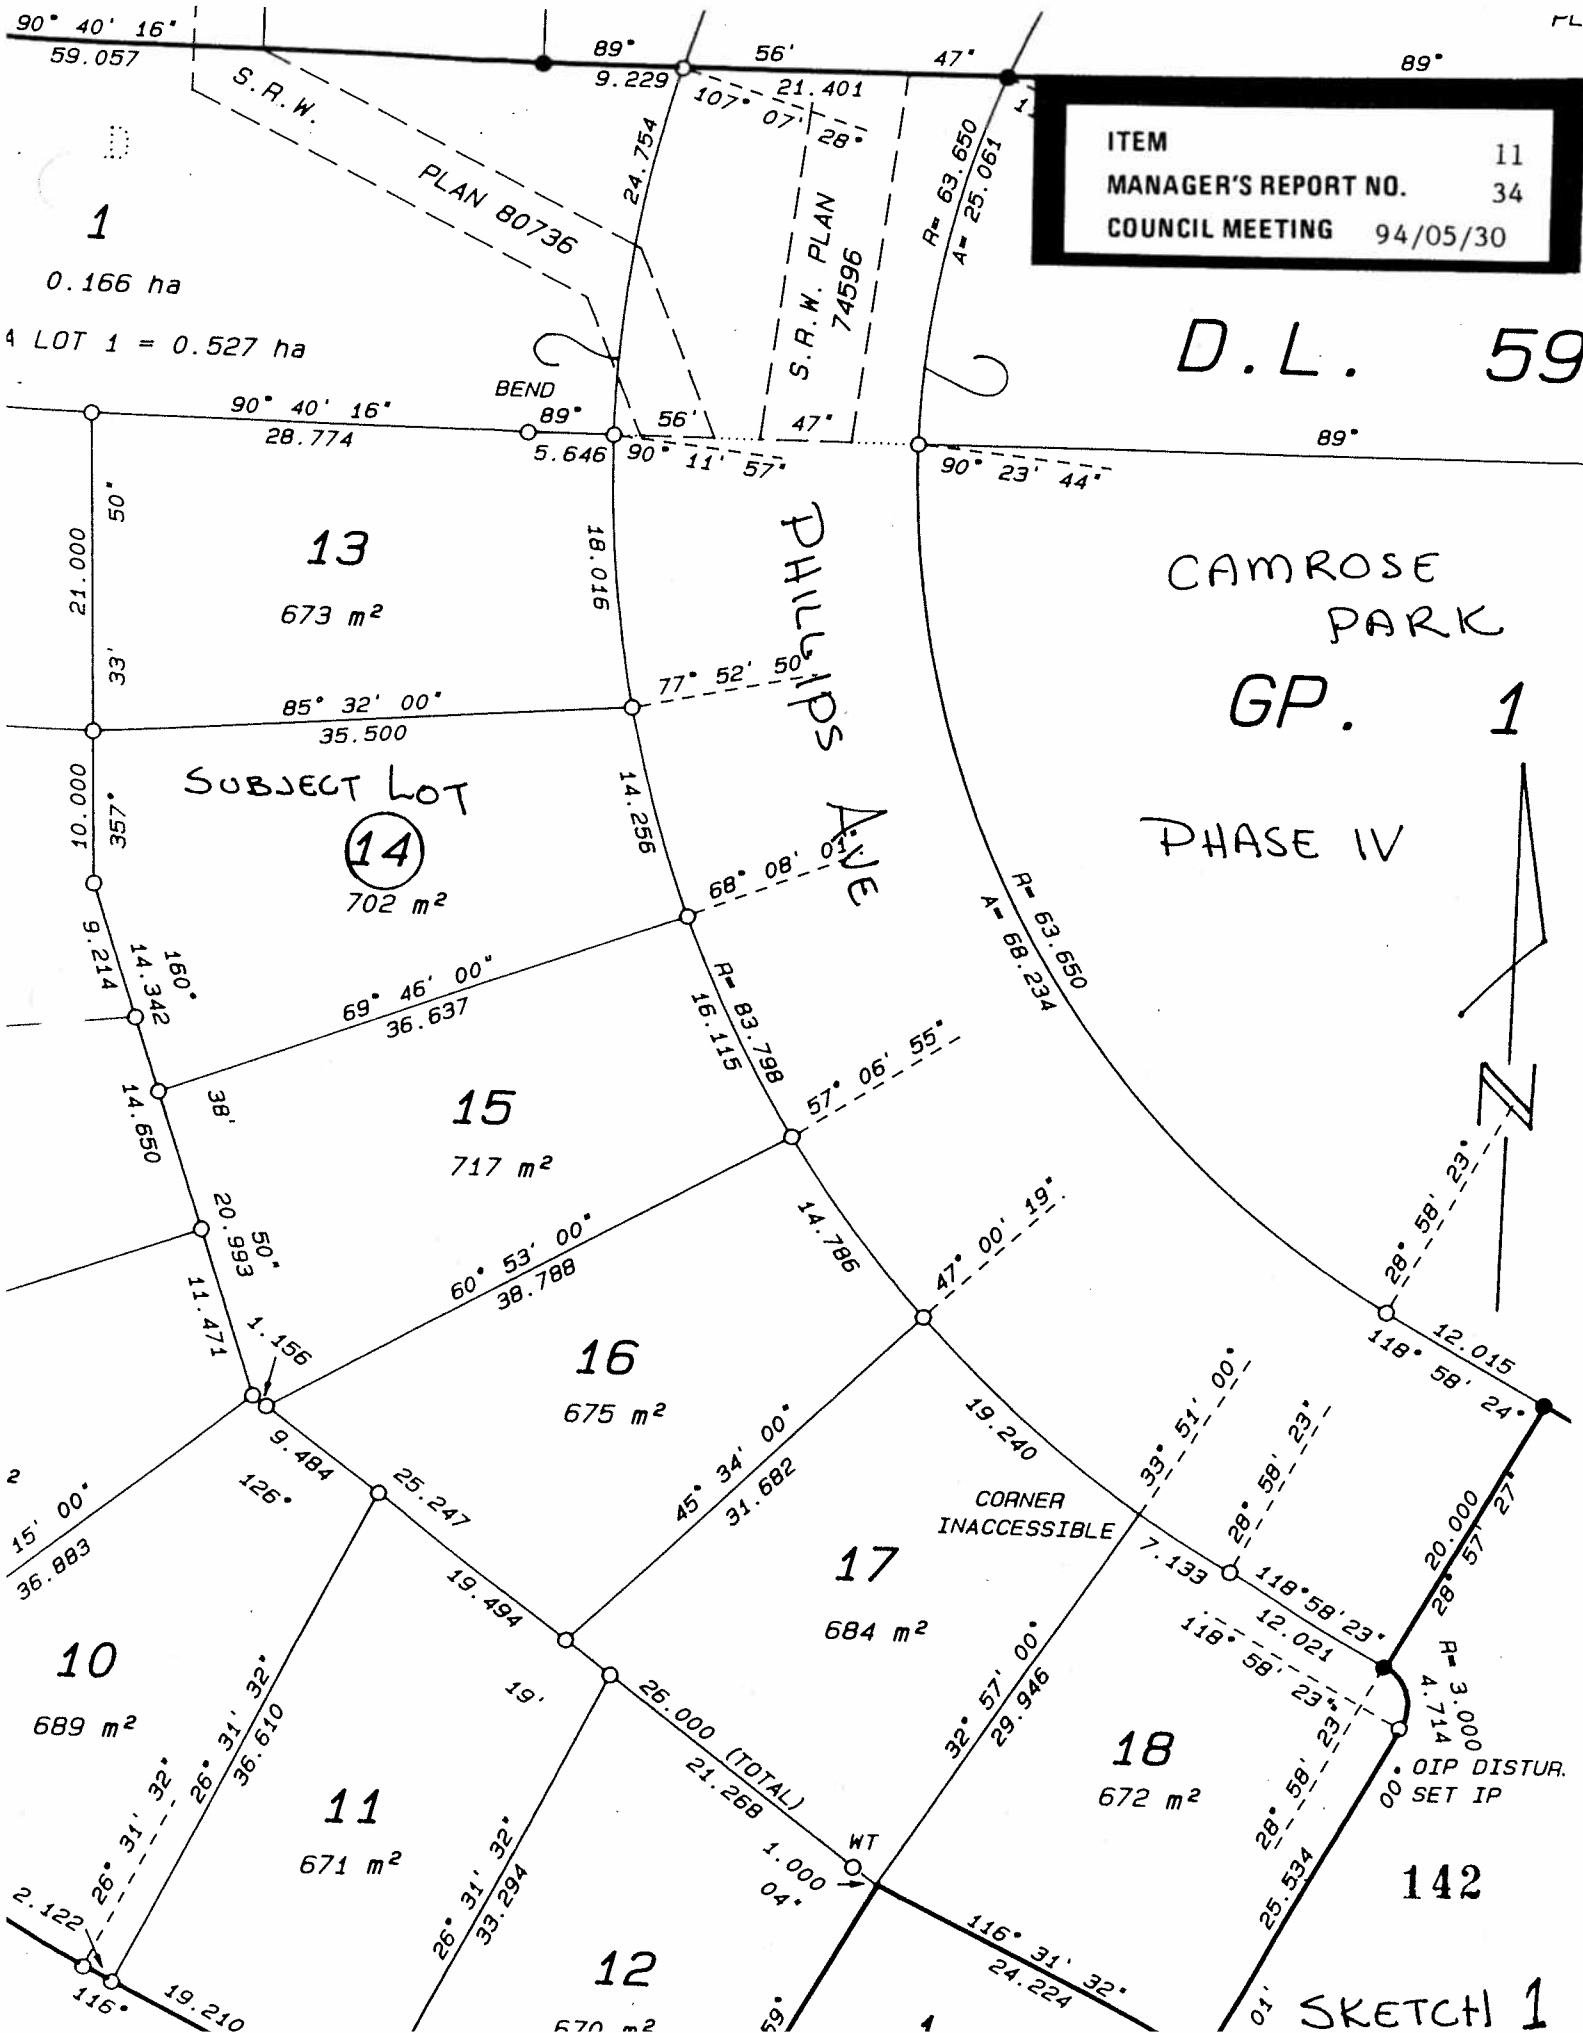 90° 40' 16"
59.057
89°
9.229
56'
21.401
47°
89°
107° 07' 28"
S.R.W.
PLAN 80736
24.754
S.R.W. PLAN
74596
R= 63.650
A= 25.061
ITEM 11
MANAGER'S REPORT NO. 34
COUNCIL MEETING 94/05/30
1
0.166 ha
LOT 1 = 0.527 ha
D.L. 59
BEND
90° 40' 16"
28.774
89°
5.646
56'
47"
90° 11' 57"
89°
90° 23' 44"
50"
21.000
33'
13
673 m²
18.016
PHILLIPS AVE
CAMROSE
PARK
GP. 1
PHASE IV
77° 52' 50"
85° 32' 00"
35.500
SUBJECT LOT
14
702 m²
10.000
357°
14.256
68° 08' 01"
9.214
14.342
160°
69° 46' 00"
36.637
R= 83.798
16.115
R= 63.650
A= 68.234
57° 06' 55"
15
717 m²
14.650
38'
N
28° 58' 23"
20.993
50"
11.471
1.156
60° 53' 00"
38.788
14.786
47° 00' 19"
16
675 m²
12.015
118° 58' 24"
9.484
126°
25.247
45° 34' 00"
31.682
19.240
33° 51' 00"
28° 58' 23"
CORNER
INACCESSIBLE
2
15' 00"
36.883
19.494
17
684 m²
7.133
118°58'23"
12.021
118° 58' 23"
20.000
28° 57' 27"
R= 3.000
4.714
10
689 m²
26° 31' 32"
36.610
19'
26.000 (TOTAL)
21.268
32° 57' 00"
29.946
18
672 m²
28° 58' 23"
OIP DISTUR.
SET IP
00"
26° 31' 32"
11
671 m²
26° 31' 32"
33.294
WT
1.000
04"
25.534
142
2.122
116°
19.210
12
670 m²
59°
116° 31' 32"
24.224
01'
SKETCH 1